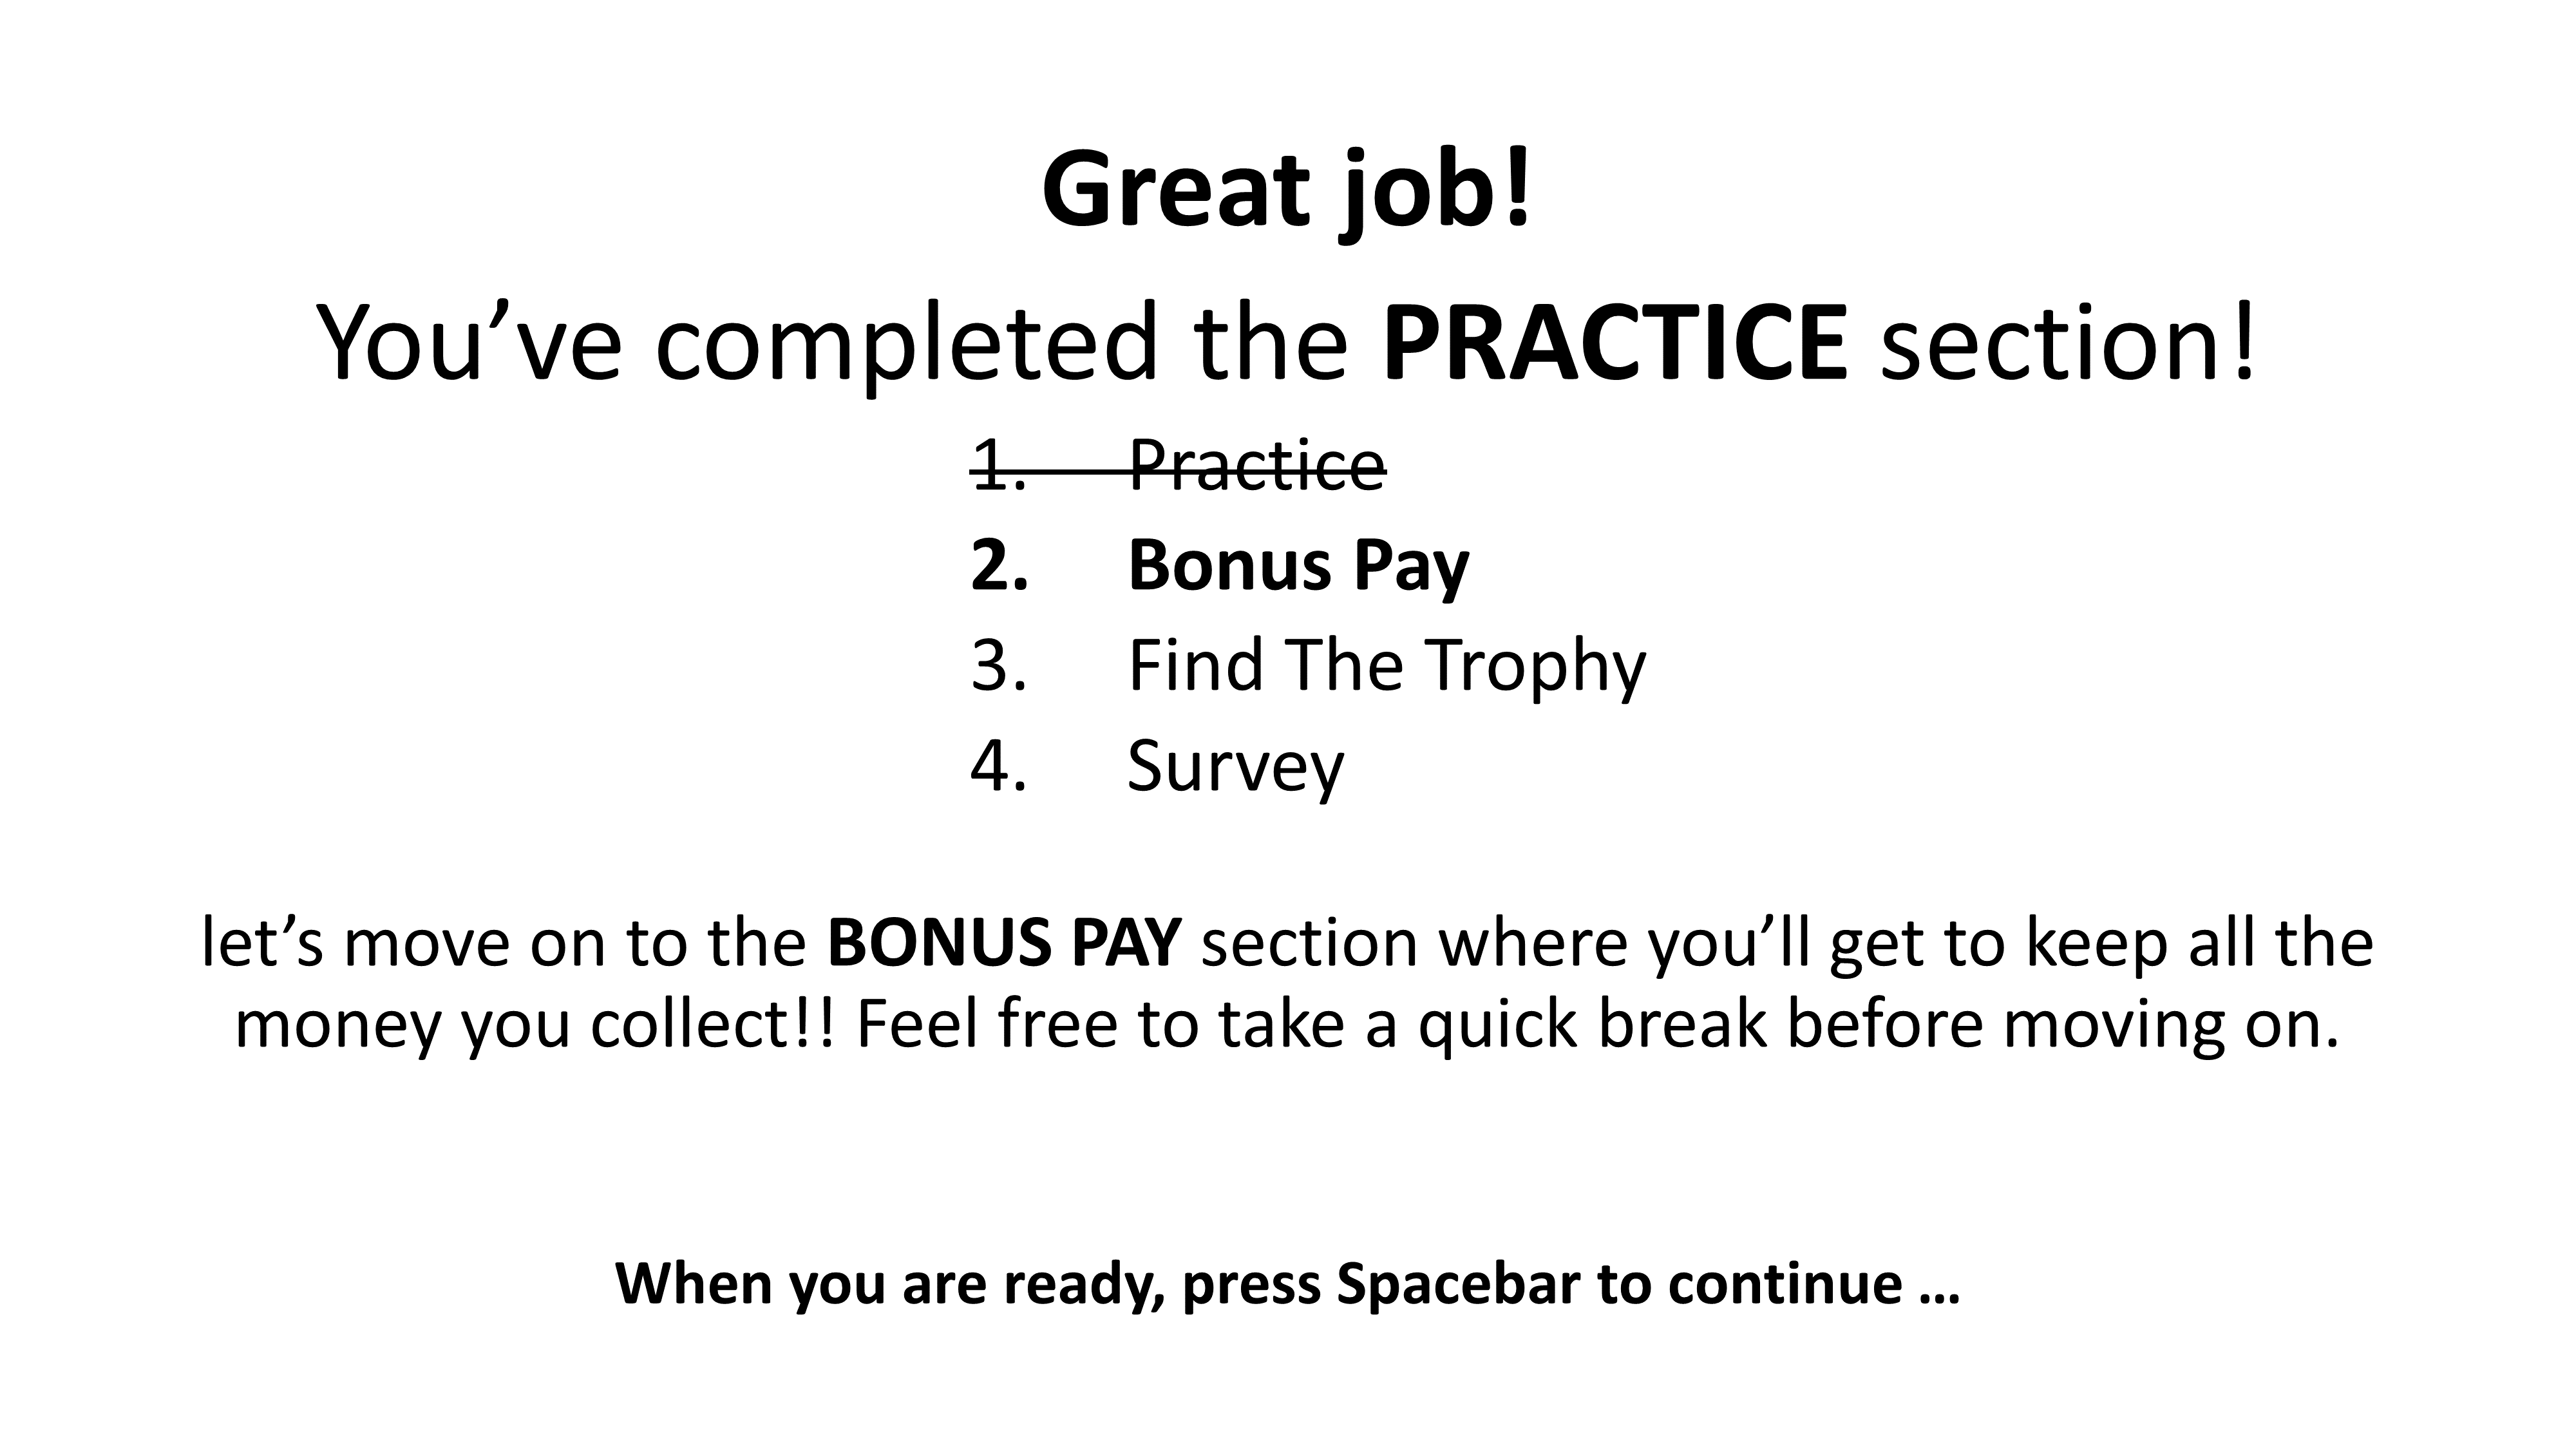 Great job!
You’ve completed the PRACTICE section!
1. Practice
2. Bonus Pay
3. Find The Trophy
4. Survey
let’s move on to the BONUS PAY section where you’ll get to keep all the
money you collect!! Feel free to take a quick break before moving on.
When you are ready, press Spacebar to continue …